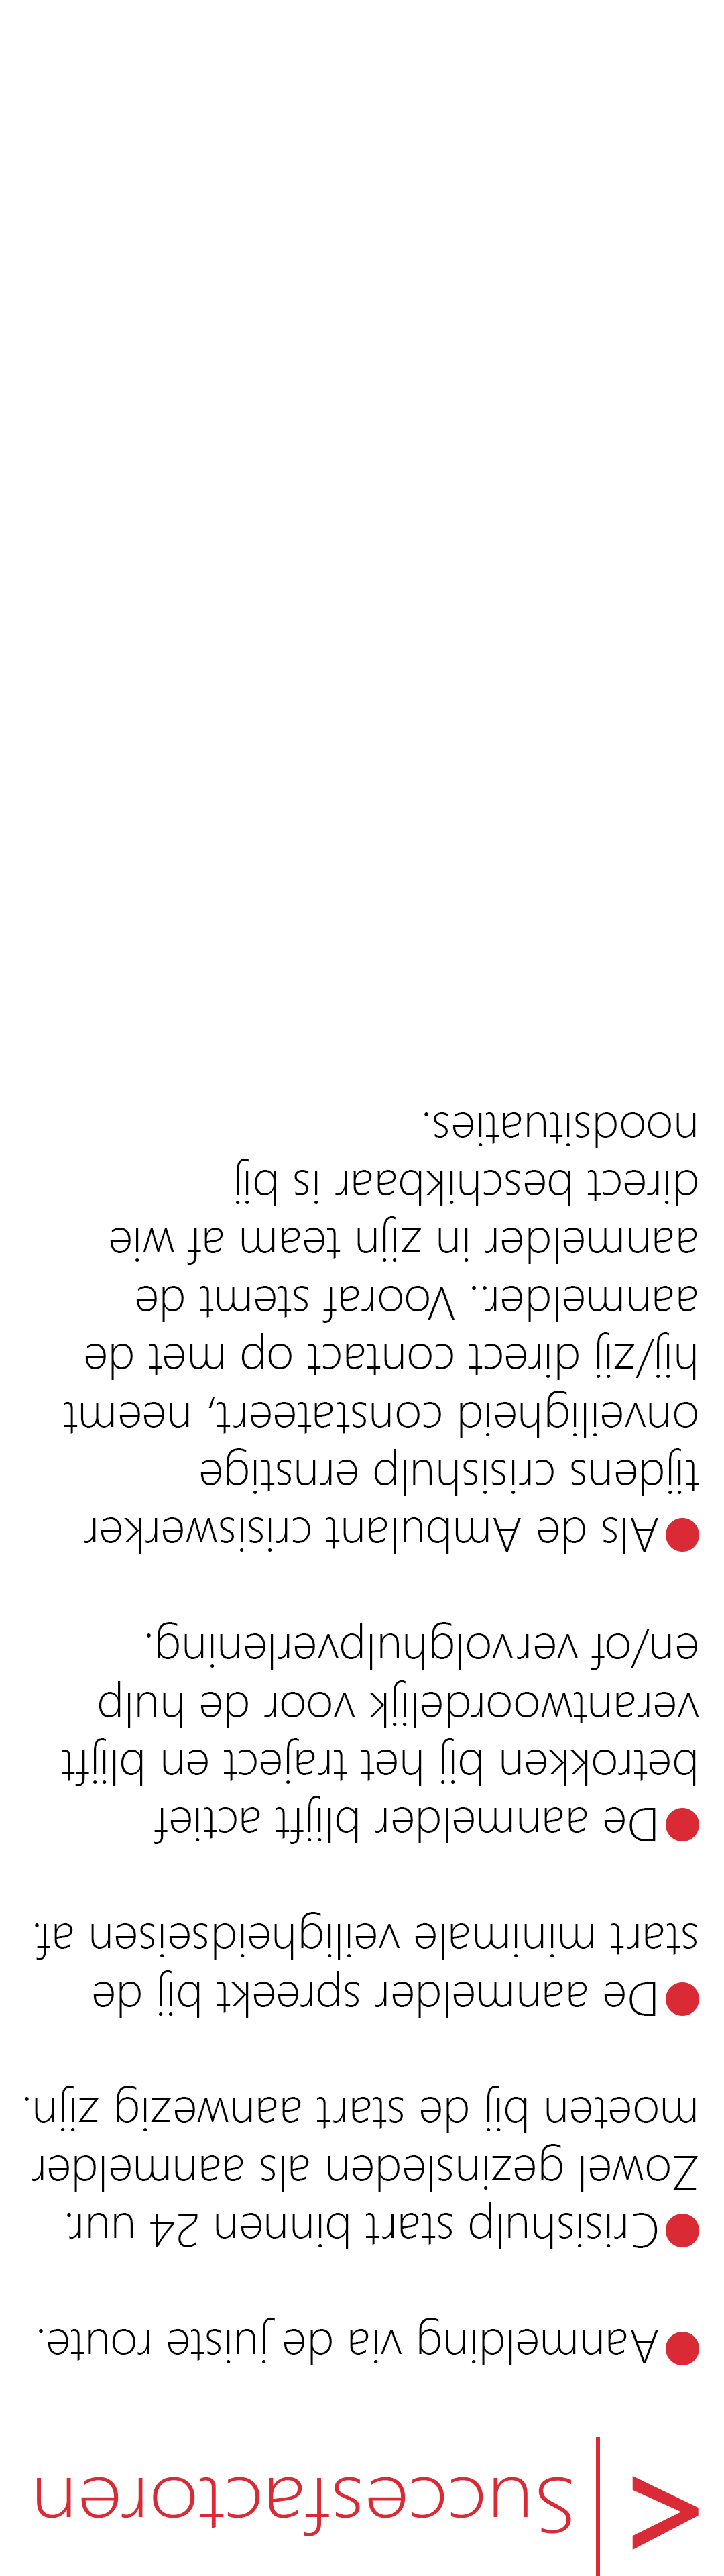 > Succesfactoren
●Aanmelding via de juiste route.
●Crisishulp start binnen 24 uur.
Zowel gezinsleden als aanmelder
moeten bij de start aanwezig zijn.
●De aanmelder spreekt bij de
start minimale veiligheidseisen af.
●De aanmelder blijft actief
betrokken bij het traject en blijft
verantwoordelijk voor de hulp
en/of vervolghulpverlening.
●Als de Ambulant crisiswerker
tijdens crisishulp ernstige
onveiligheid constateert, neemt
hij/zij direct contact op met de
aanmelder.. Vooraf stemt de
aanmelder in zijn team af wie
direct beschikbaar is bij
noodsituaties.